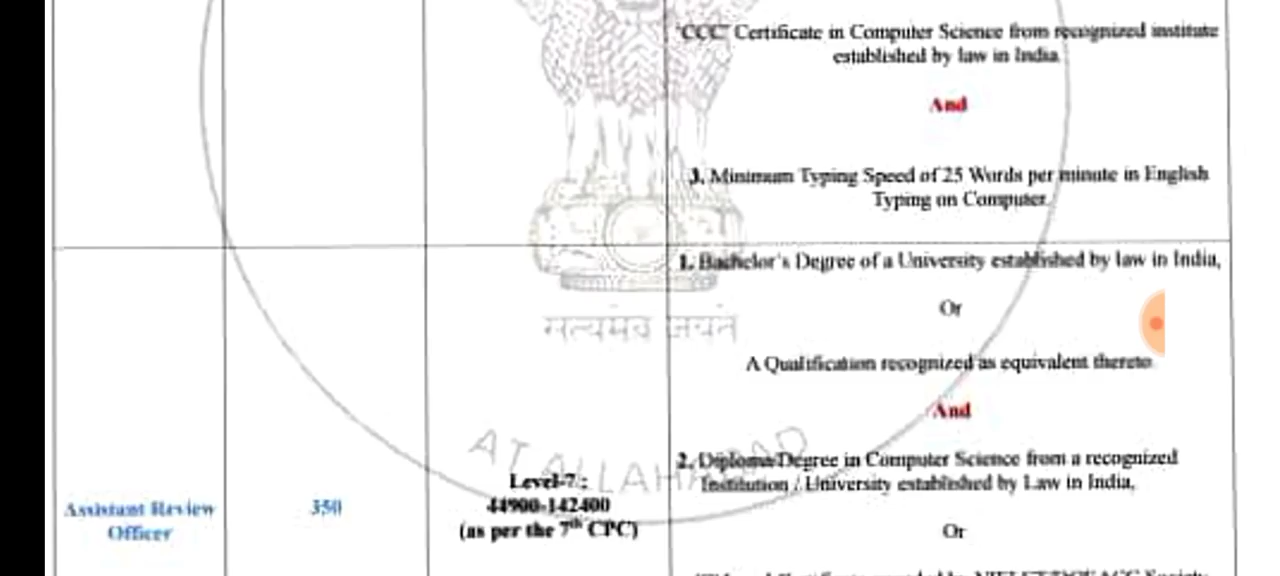 "CCC" Certificate in Computer Science from recognized institute
established by law in India
And
3. Minimum Typing Speed of 25 Words per minute in English
Typing on Computer.
1. Bachelor's Degree of a University established by law in India,
Or
A Qualification recognized as equivalent thereto
And
2. Diploma/Degree in Computer Science from a recognized
Institution / University established by Law in India,
Or
Assistant Review
Officer
350
Level-7 :
44900-142400
(as per the 7th CPC)
सत्यमेव जयते
AT ALLAHABAD